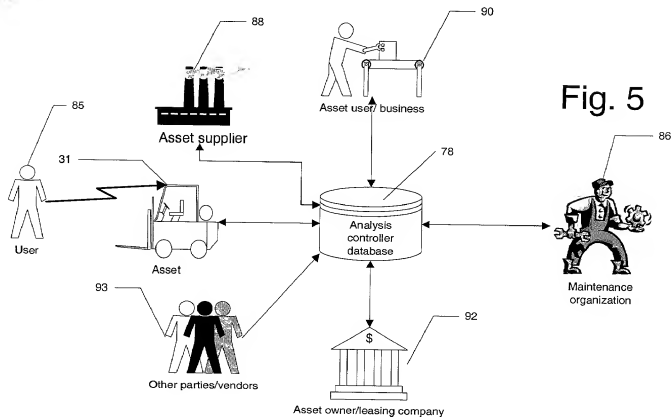 88
90
Asset user/ business
Fig. 5
85
Asset supplier
86
31
78
Analysis
controller
database
User
Asset
Maintenance
organization
93
92
$
Other parties/vendors
Asset owner/leasing company